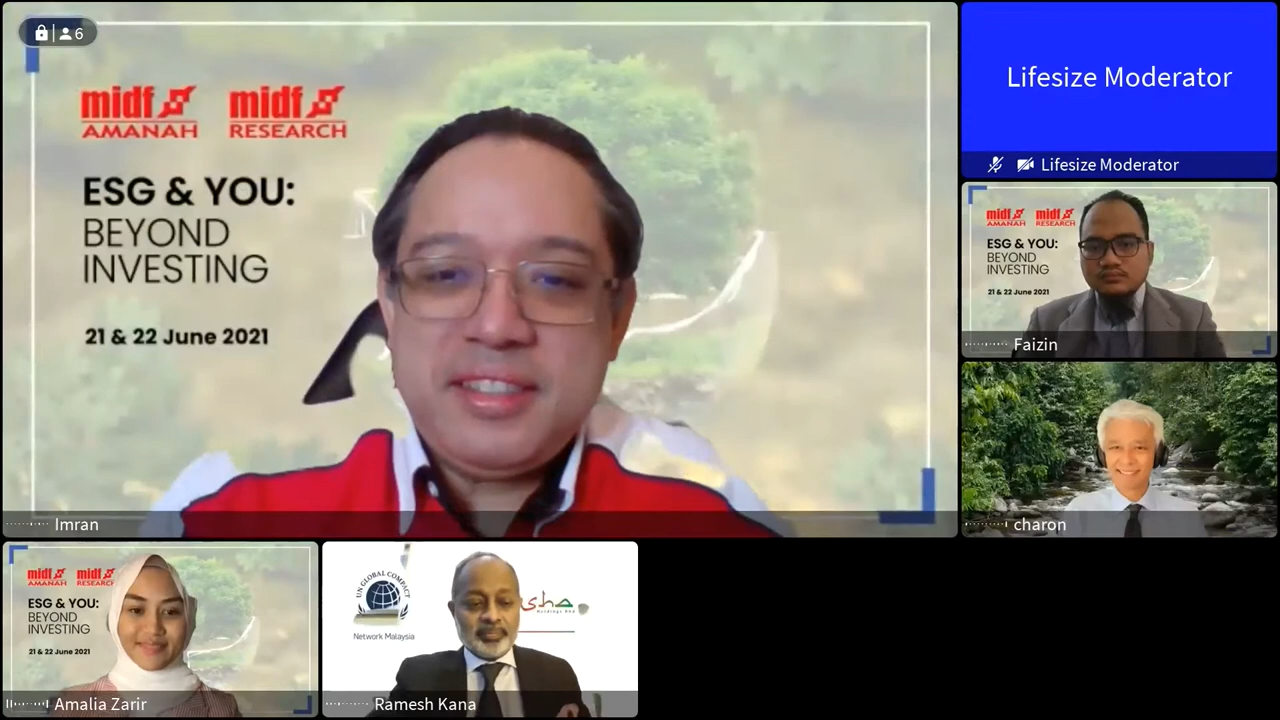 6
midf midf
AMANAH RESEARCH
ESG & YOU:
BEYOND
INVESTING
21 & 22 June 2021
Imran
Lifesize Moderator
Lifesize Moderator
midf midf
AMANAH RESEARCH
ESG & YOU:
BEYOND
INVESTING
21 & 22 June 2021
Faizin
charon
midf midf
AMANAH RESEARCH
ESG & YOU:
BEYOND
INVESTING
21 & 22 June 2021
Amalia Zarir
UN GLOBAL COMPACT
Network Malaysia
Holdings Bhd
Ramesh Kana